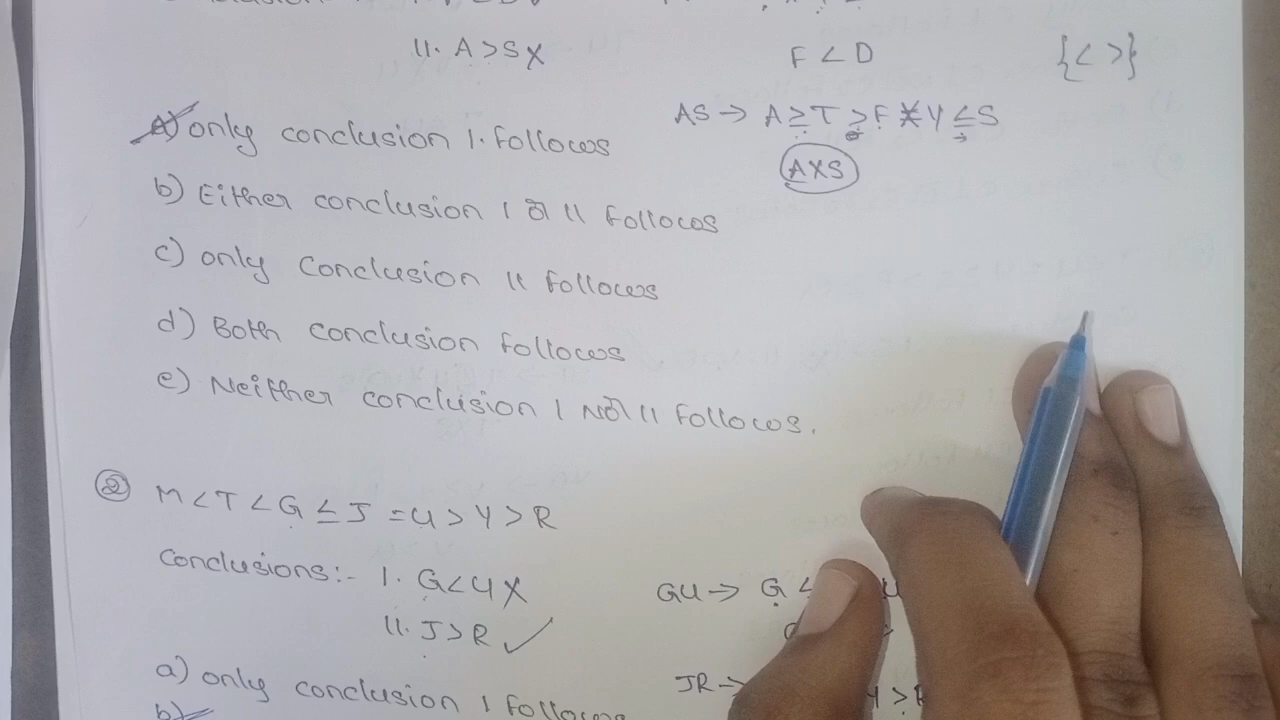 II. A > S X
F < D
{< >}
AS → A ≥ T ≥ F * Y ≤ S
AXS
a) only conclusion I. follows
b) Either conclusion I or II follows
c) only conclusion II follows
d) Both conclusion follows
e) Neither conclusion I nor II follows.
② M < T < G ≤ J = U > Y > R
Conclusions:- I. G < U X
GU → G
II. J > R ✓
JR →
Y > R
a) only conclusion I follows
b)